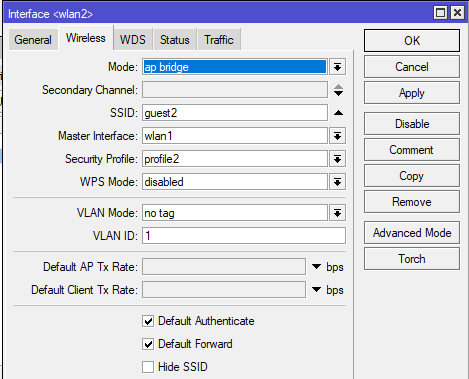 Interface <wlan2>
General Wireless WDS Status Traffic
OK
Mode: ap bridge
Cancel
Secondary Channel:
Apply
SSID: guest2
Master Interface: wlan1
Disable
Security Profile: profile2
Comment
WPS Mode: disabled
Copy
Remove
VLAN Mode: no tag
VLAN ID: 1
Advanced Mode
Torch
Default AP Tx Rate: bps
Default Client Tx Rate: bps
Default Authenticate
Default Forward
Hide SSID